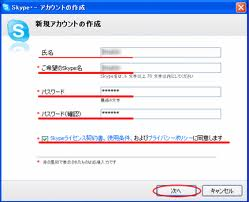 Skype™ - アカウントの作成
新規アカウントの作成
氏名
* ご希望のSkype名
* パスワード
******
* パスワード(確認)
******
* Skypeライセンス契約書、使用条件、およびプライバシーポリシーに同意します
次へ
キャンセル